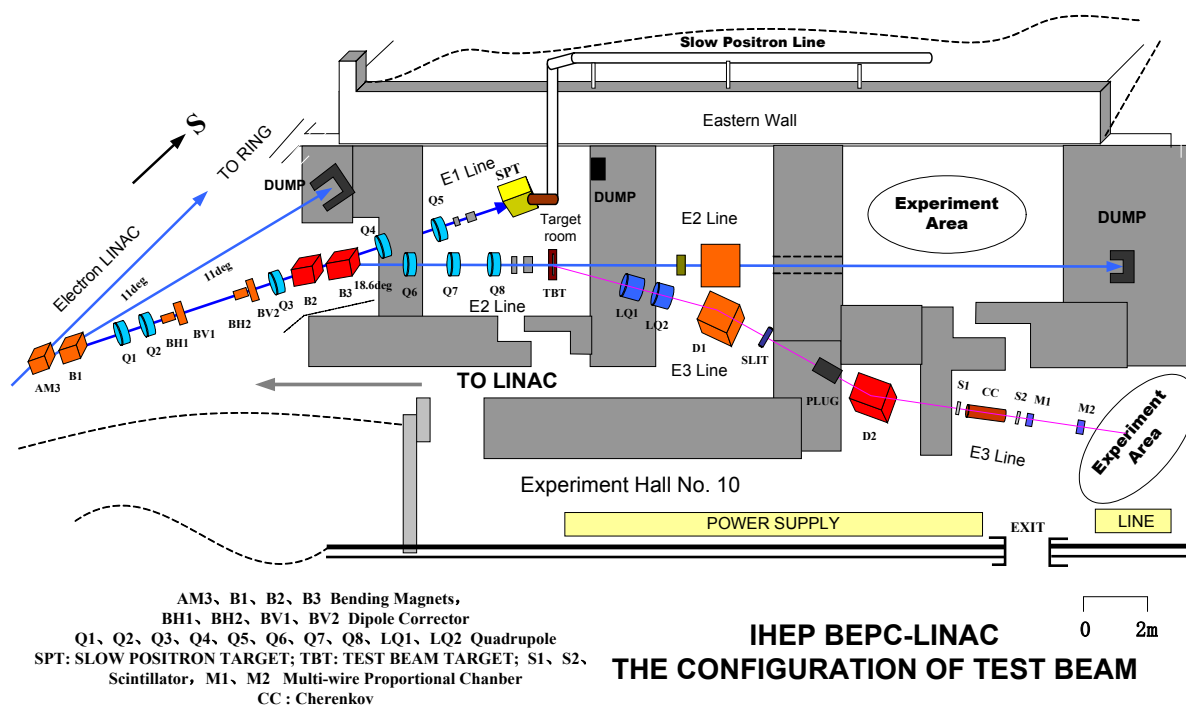 Slow Positron Line
Eastern Wall
S
TO RING
Electron LINAC
DUMP
11deg
11deg
E1 Line
SPT
Q5
Q4
Target
room
DUMP
E2 Line
Experiment
Area
DUMP
AM3
B1
Q1
Q2
BH1
BV1
BH2
BV2
Q3
B2
B3
18.6deg
Q6
Q7
Q8
E2 Line
TBT
LQ1
LQ2
D1
SLIT
E3 Line
PLUG
D2
S1
CC
S2
M1
M2
E3 Line
Experiment
Area
TO LINAC
Experiment Hall No. 10
POWER SUPPLY
EXIT
LINE
AM3、B1、B2、B3 Bending Magnets,
BH1、BH2、BV1、BV2 Dipole Corrector
Q1、Q2、Q3、Q4、Q5、Q6、Q7、Q8、LQ1、LQ2 Quadrupole
SPT: SLOW POSITRON TARGET; TBT: TEST BEAM TARGET; S1、S2、
Scintillator, M1、M2 Multi-wire Proportional Chanber
CC : Cherenkov
0 2m
IHEP BEPC-LINAC
THE CONFIGURATION OF TEST BEAM